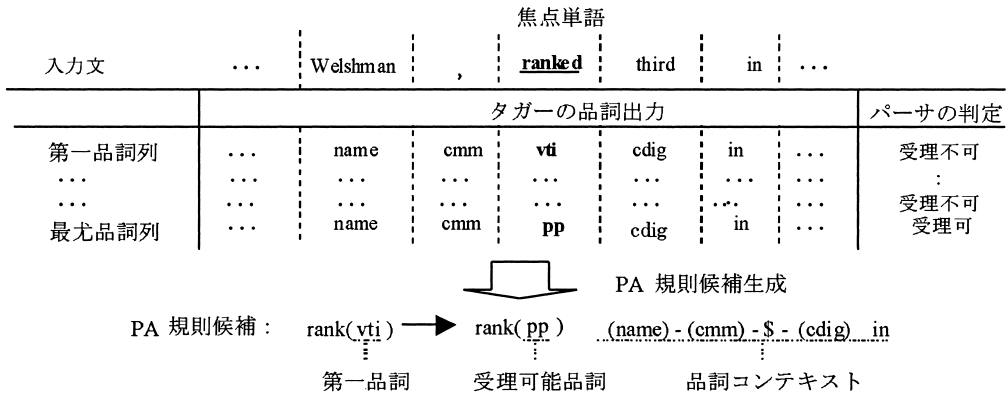 焦点単語
入力文 ... Welshman , ranked third in ...
タガーの品詞出力 パーサの判定
第一品詞列 ... name cmm vti cdig in ... 受理不可
... ... ... ... ... ... ... ... :
... ... ... ... ... ... ... ... 受理不可
最尤品詞列 ... name cmm pp cdig in ... 受理可
PA 規則候補生成
PA 規則候補： rank(vti) → rank(pp) (name) - (cmm) - $ - (cdig) in
第一品詞 受理可能品詞 品詞コンテキスト